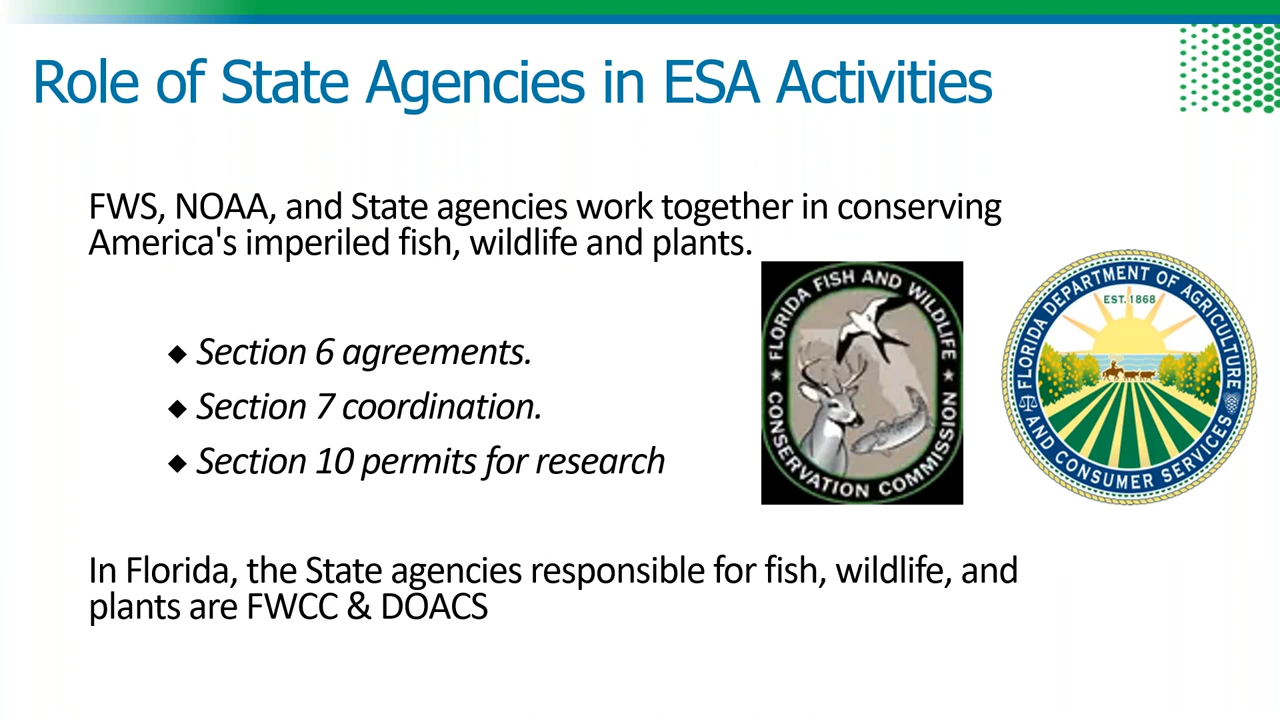 Role of State Agencies in ESA Activities
FWS, NOAA, and State agencies work together in conserving
America's imperiled fish, wildlife and plants.
◆ Section 6 agreements.
◆ Section 7 coordination.
◆ Section 10 permits for research
FLORIDA FISH AND WILDLIFE
CONSERVATION COMMISSION
FLORIDA DEPARTMENT OF AGRICULTURE
EST. 1868
AND CONSUMER SERVICES
In Florida, the State agencies responsible for fish, wildlife, and
plants are FWCC & DOACS